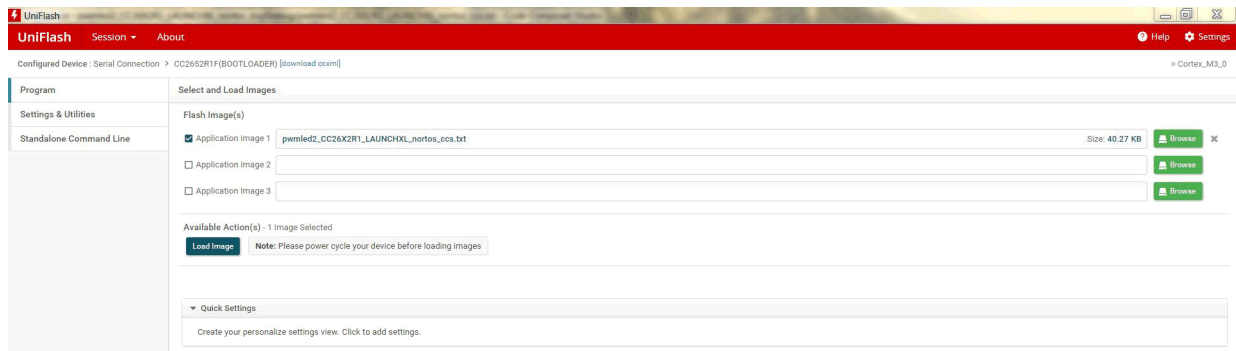 UniFlash
UniFlash Session About Help Settings
Configured Device : Serial Connection > CC2652R1F(BOOTLOADER) [download ccxml] Cortex_M3_0
Program Select and Load Images
Settings & Utilities Flash Image(s)
Standalone Command Line Application Image 1 pwmled2_CC26X2R1_LAUNCHXL_nortos_ccs.txt Size: 40.27 KB Browse
Application Image 2 Browse
Application Image 3 Browse
Available Action(s) - 1 Image Selected
Load Image Note: Please power cycle your device before loading images
Quick Settings
Create your personalize settings view. Click to add settings.